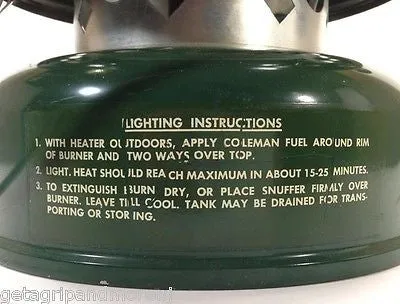 LIGHTING INSTRUCTIONS
1. WITH HEATER OUTDOORS, APPLY COLEMAN FUEL AROUND RIM
OF BURNER AND TWO WAYS OVER TOP.
2. LIGHT. HEAT SHOULD REACH MAXIMUM IN ABOUT 15-25 MINUTES.
3. TO EXTINGUISH BURN DRY, OR PLACE SNUFFER FIRMLY OVER
BURNER. LEAVE TILL COOL. TANK MAY BE DRAINED FOR TRANS-
PORTING OR STORING.